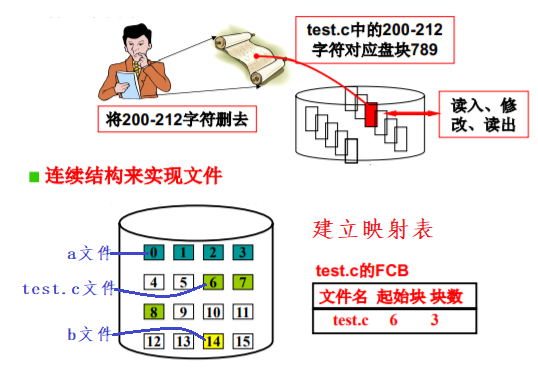 test.c中的200-212
字符对应盘块789
将200-212字符删去
读入、修
改、读出
连续结构来实现文件
建立映射表
a文件
0 1 2 3
4 5 6 7
test.c文件
8 9 10 11
b文件
12 13 14 15
test.c的FCB
文件名 起始块 块数
test.c 6 3